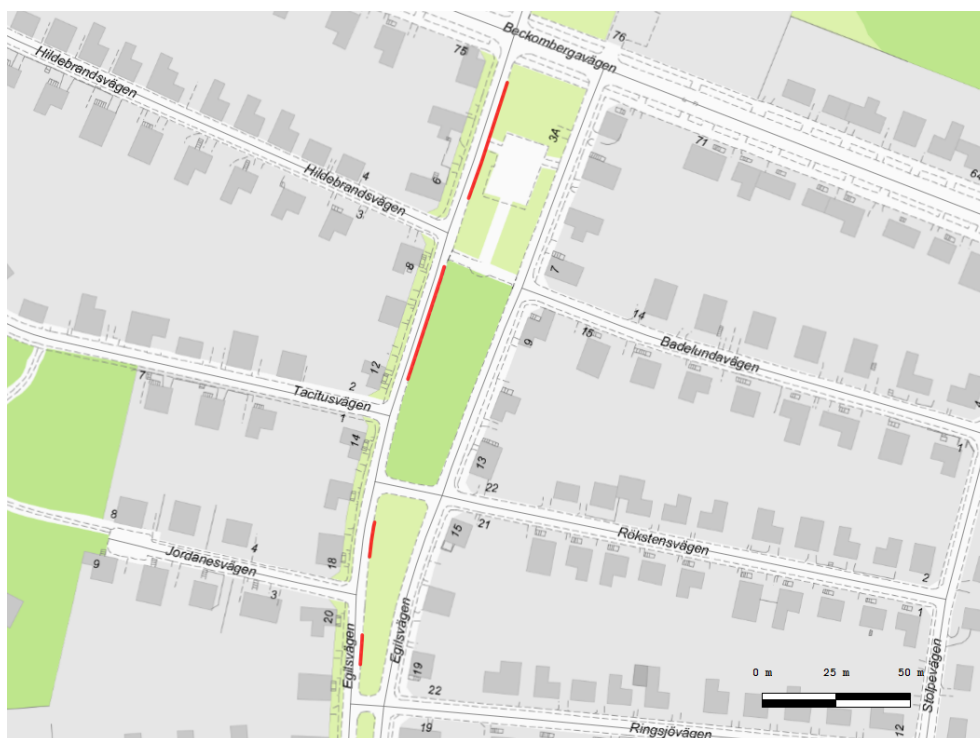 Beckombergavägen
76
75
Hildebrandsvägen
3A
71
64
4
6
Hildebrandsvägen
3
8
7
14
15
Badelundavägen
9
4
12
2
7
Tacitusvägen
1
14
1
13
22
8
21
15
Rökstensvägen
4
Jordanesvägen
18
9
2
3
1
20
Egilsvägen
Egilsvägen
19
Stolpevägen
0 m
25 m
50 m
22
19
Ringsjövägen
12